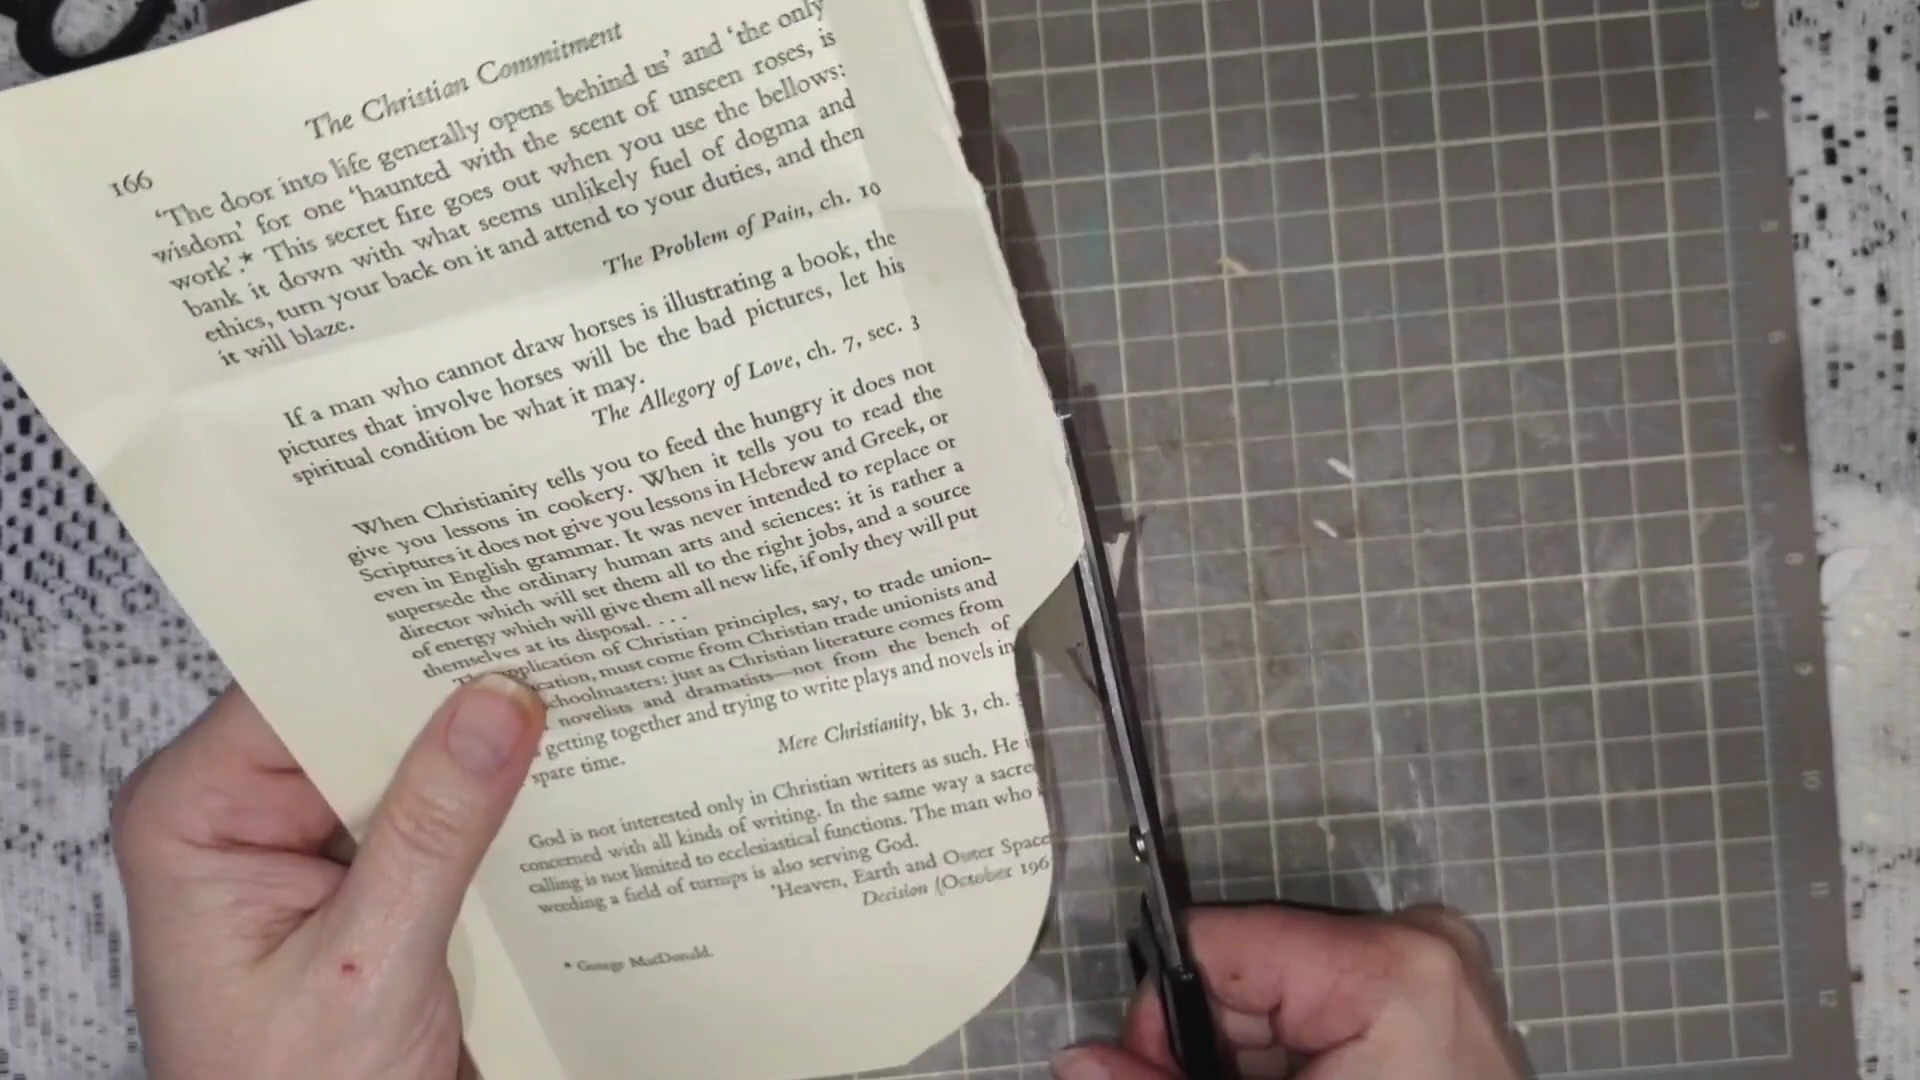 166
The Christian Commitment
‘The door into life generally opens behind us’ and ‘the only
wisdom’ for one ‘haunted with the scent of unseen roses, is
work’.* This secret fire goes out when you use the bellows:
bank it down with what seems unlikely fuel of dogma and
ethics, turn your back on it and attend to your duties, and then
it will blaze.
The Problem of Pain, ch. 10
If a man who cannot draw horses is illustrating a book, the
pictures that involve horses will be the bad pictures, let his
spiritual condition be what it may.
The Allegory of Love, ch. 7, sec. 3
When Christianity tells you to feed the hungry it does not
give you lessons in cookery. When it tells you to read the
Scriptures it does not give you lessons in Hebrew and Greek, or
even in English grammar. It was never intended to replace or
supersede the ordinary human arts and sciences: it is rather a
director which will set them all to the right jobs, and a source
of energy which will give them all new life, if only they will put
themselves at its disposal. . . .
application of Christian principles, say, to trade union-
must come from Christian trade unionists and
schoolmasters: just as Christian literature comes from
novelists and dramatists—not from the bench of
getting together and trying to write plays and novels in
spare time.
Mere Christianity, bk 3, ch.
God is not interested only in Christian writers as such. He
concerned with all kinds of writing. In the same way a
calling is not limited to ecclesiastical functions. The man who
weeding a field of turnips is also serving God.
‘Heaven, Earth and Outer Space
Decision (October 196
* George MacDonald.
4
5
6
7
8
9
10
11
12